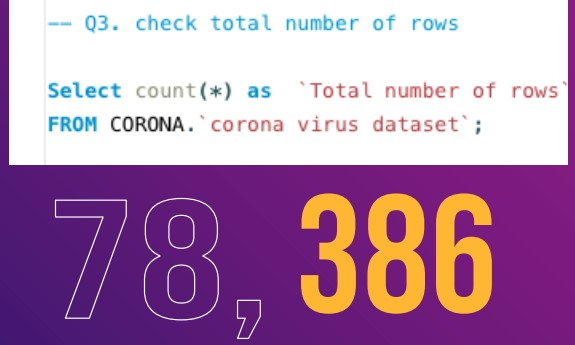 -- Q3. check total number of rows
Select count(*) as  `Total number of rows`
FROM CORONA.`corona virus dataset`;
78, 386